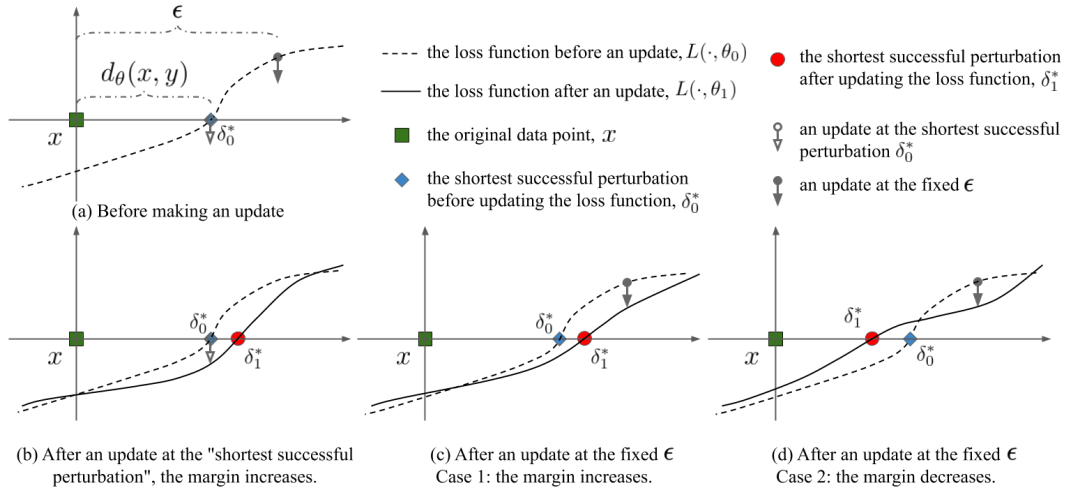 ϵ
d_θ(x, y)
x
δ_0^*
(a) Before making an update
the loss function before an update, L(·, θ_0)
the loss function after an update, L(·, θ_1)
the original data point, x
the shortest successful perturbation
before updating the loss function, δ_0^*
the shortest successful perturbation
after updating the loss function, δ_1^*
an update at the shortest successful
perturbation δ_0^*
an update at the fixed ϵ
δ_0^*
x
δ_1^*
(b) After an update at the "shortest successful
perturbation", the margin increases.
δ_0^*
x
δ_1^*
(c) After an update at the fixed ϵ
Case 1: the margin increases.
δ_1^*
x
δ_0^*
(d) After an update at the fixed ϵ
Case 2: the margin decreases.